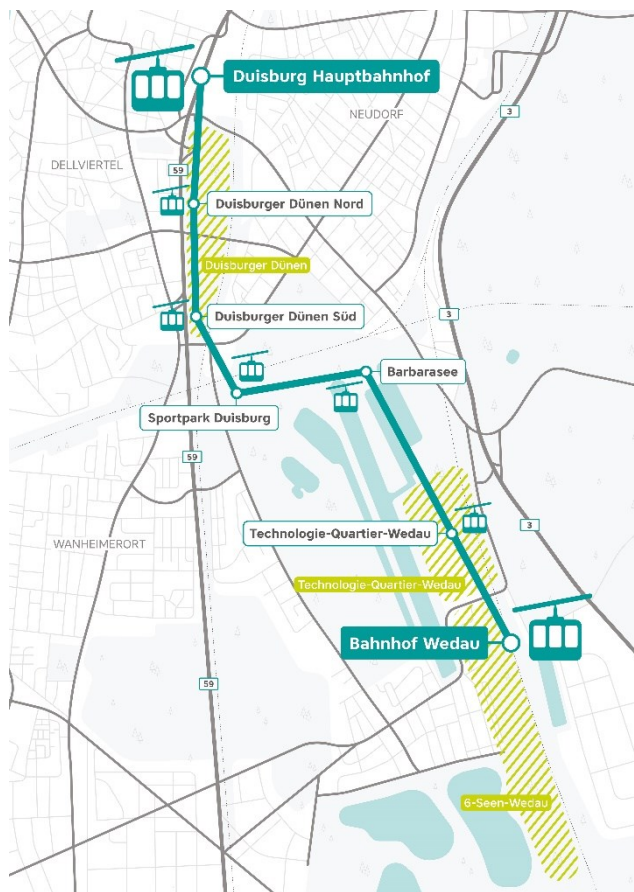 Duisburg Hauptbahnhof
NEUDORF
3
DELLVIERTEL
59
Duisburger Dünen Nord
Duisburger Dünen
Duisburger Dünen Süd
3
Barbarasee
Sportpark Duisburg
59
Technologie-Quartier-Wedau
3
WANHEIMERORT
Technologie-Quartier-Wedau
Bahnhof Wedau
59
6-Seen-Wedau